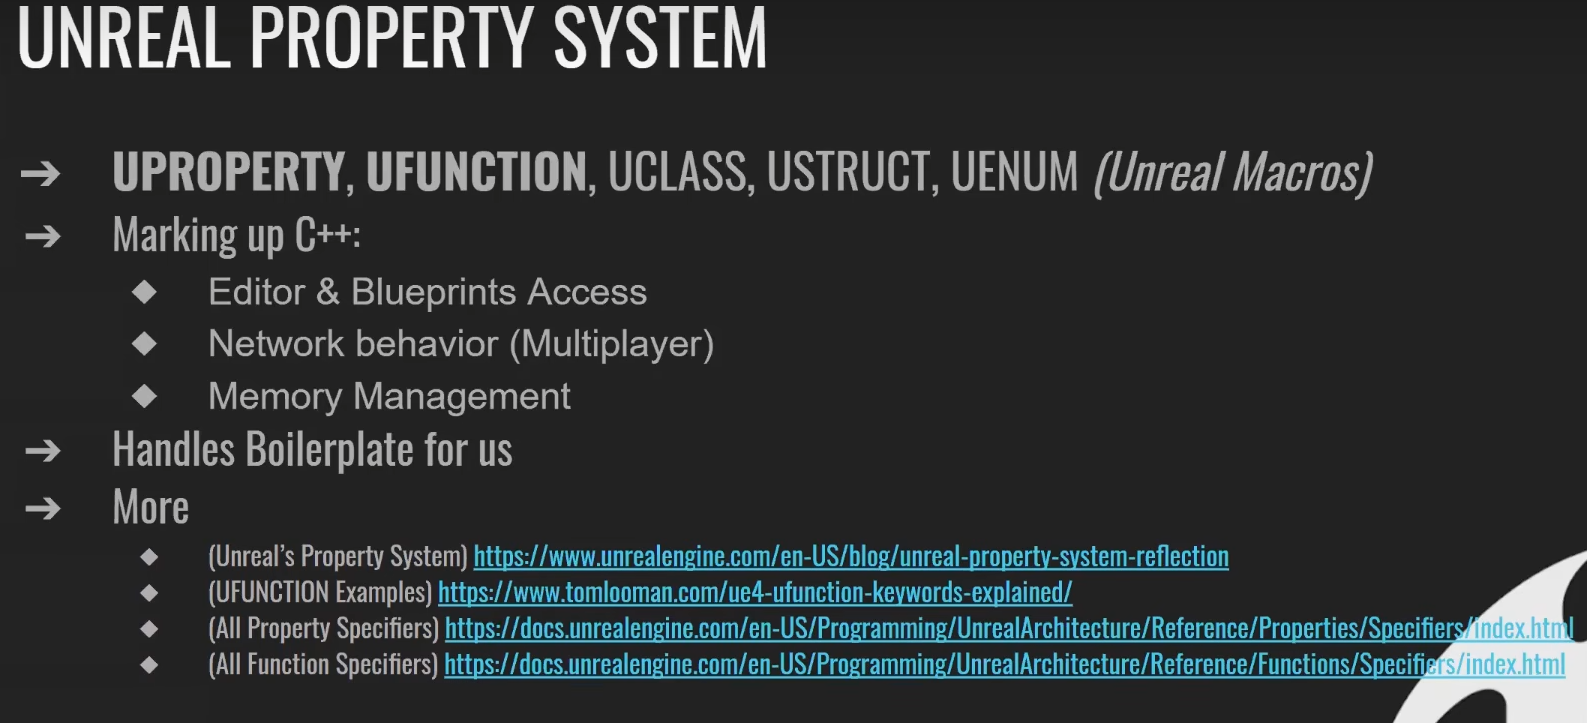 UNREAL PROPERTY SYSTEM
UPROPERTY, UFUNCTION, UCLASS, USTRUCT, UENUM (Unreal Macros)
Marking up C++:
Editor & Blueprints Access
Network behavior (Multiplayer)
Memory Management
Handles Boilerplate for us
More
(Unreal's Property System) https://www.unrealengine.com/en-US/blog/unreal-property-system-reflection
(UFUNCTION Examples) https://www.tomlooman.com/ue4-ufunction-keywords-explained/
(All Property Specifiers) https://docs.unrealengine.com/en-US/Programming/UnrealArchitecture/Reference/Properties/Specifiers/index.html
(All Function Specifiers) https://docs.unrealengine.com/en-US/Programming/UnrealArchitecture/Reference/Functions/Specifiers/index.html